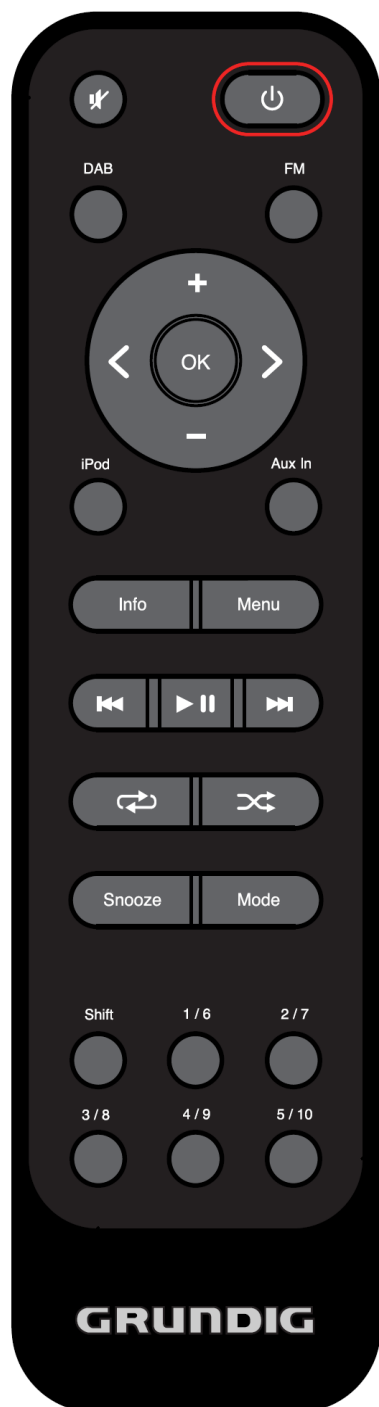 DAB FM
OK
iPod Aux In
Info Menu
Snooze Mode
Shift 1 / 6 2 / 7
3 / 8 4 / 9 5 / 10
GRUNDIG